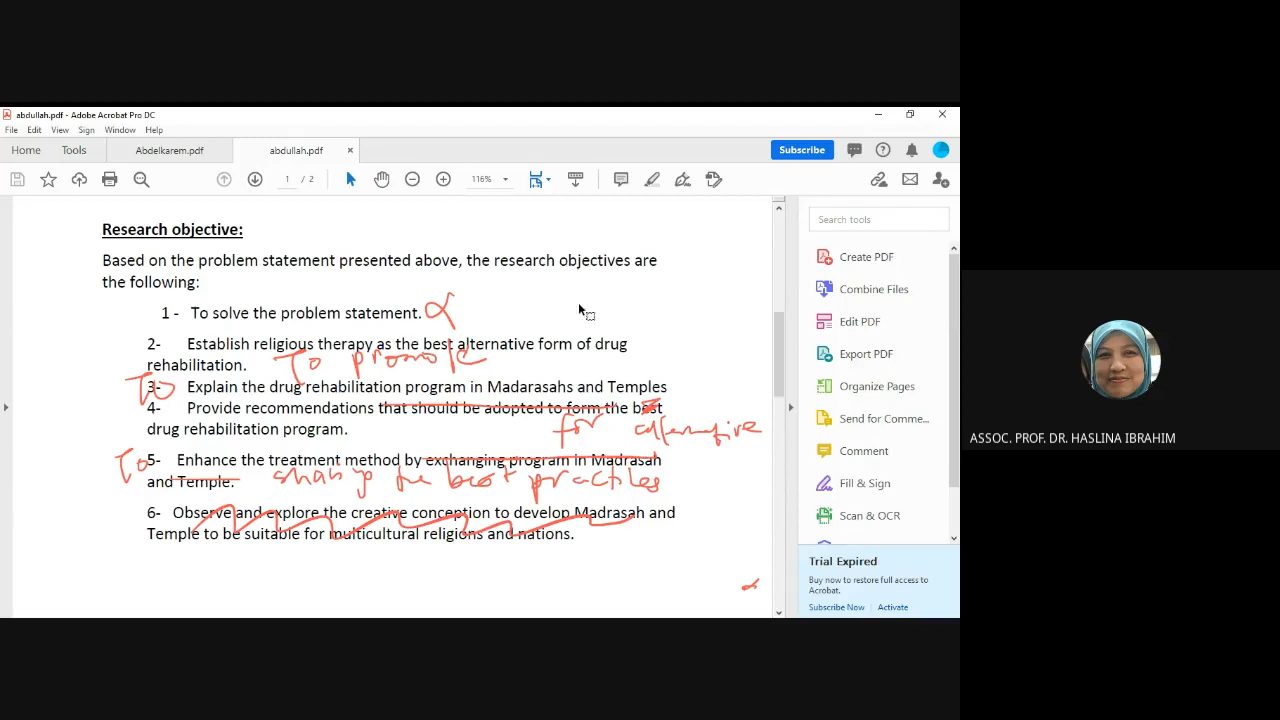 abdullah.pdf - Adobe Acrobat Pro DC
File Edit View Sign Window Help
Home Tools Abdelkarem.pdf abdullah.pdf × Subscribe
1 / 2 116%
Research objective:
Based on the problem statement presented above, the research objectives are
the following:
1 - To solve the problem statement.
2- Establish religious therapy as the best alternative form of drug
rehabilitation. To promote
To
3- Explain the drug rehabilitation program in Madarasahs and Temples
4- Provide recommendations that should be adopted to form the best
for alternative
drug rehabilitation program.
To
5- Enhance the treatment method by exchanging program in Madrasah
and Temple. sharing the best practices
6- Observe and explore the creative conception to develop Madrasah and
Temple to be suitable for multicultural religions and nations.
Search tools
Create PDF
Combine Files
Edit PDF
Export PDF
Organize Pages
Send for Comme...
Comment
Fill & Sign
Scan & OCR
Trial Expired
Buy now to restore full access to
Acrobat.
Subscribe Now Activate
ASSOC. PROF. DR. HASLINA IBRAHIM